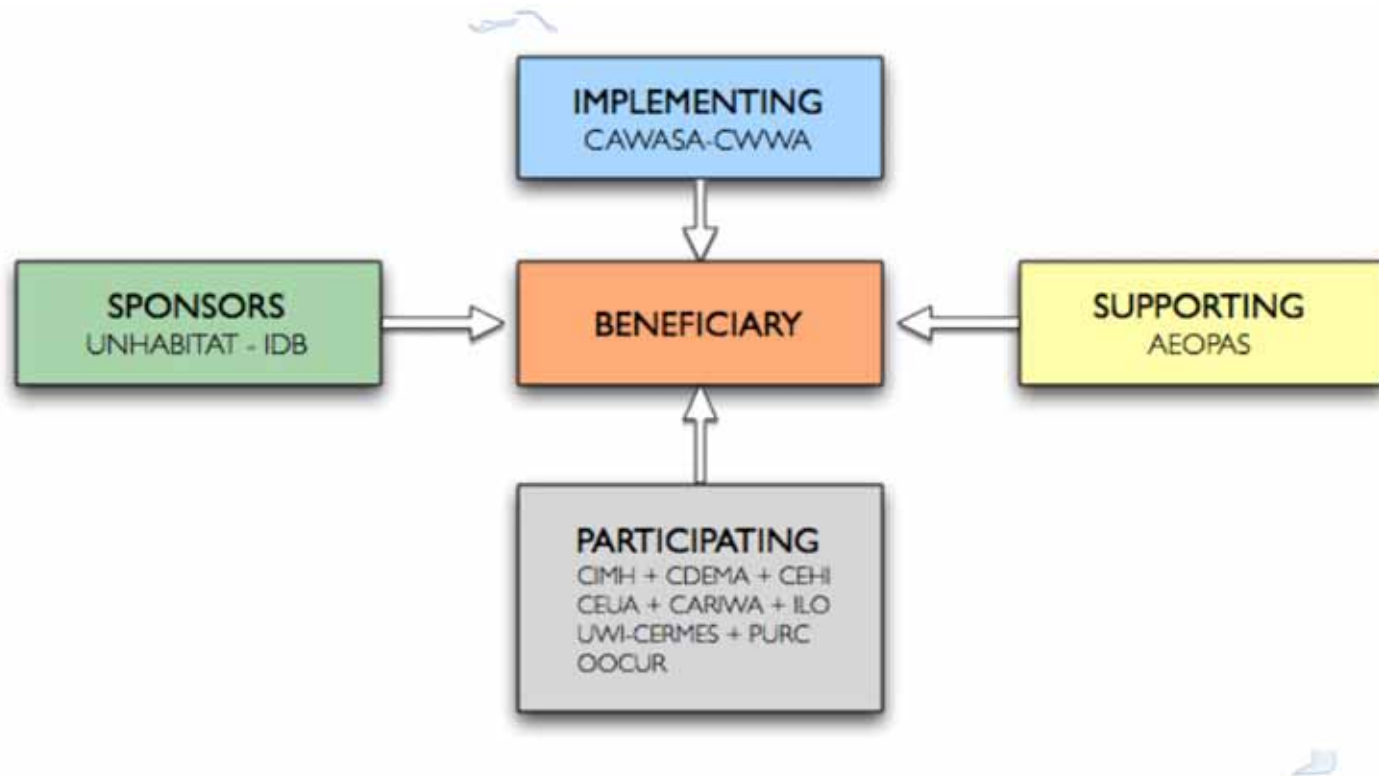 IMPLEMENTING
CAWASA-CWWA
SPONSORS
UNHABITAT - IDB
BENEFICIARY
SUPPORTING
AEOPAS
PARTICIPATING
CIMH + CDEMA + CEHI
CEUA + CARIWA + ILO
UWI-CERMES + PURC
OOCUR